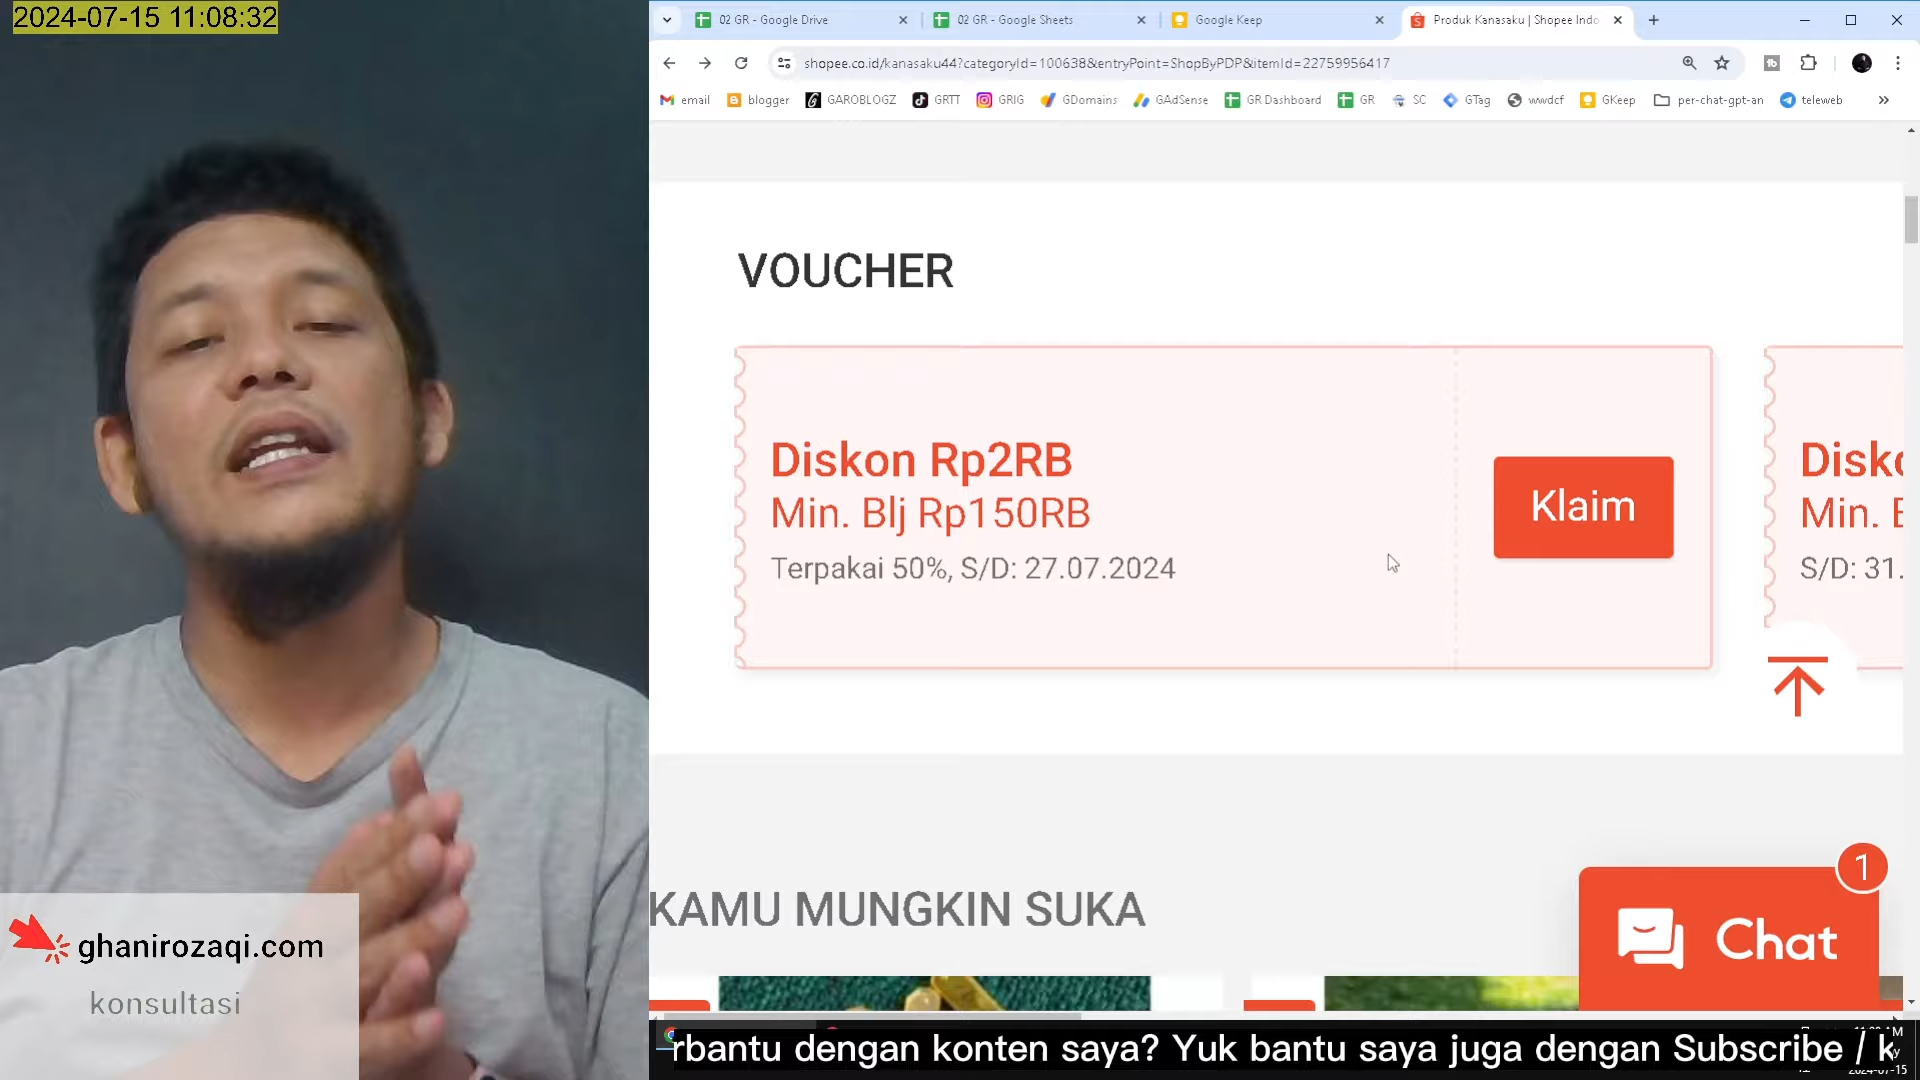 2024-07-15 11:08:32
02 GR - Google Drive
02 GR - Google Sheets
Google Keep
Produk Kanasaku | Shopee Indo
shopee.co.id/kanasaku44?categoryId=100638&entryPoint=ShopByPDP&itemId=22759956417
email
blogger
GAROBLOGZ
GRTT
GRIG
GDomains
GAdSense
GR Dashboard
GR
SC
GTag
wwdcf
GKeep
per-chat-gpt-an
teleweb
VOUCHER
Diskon Rp2RB
Min. Blj Rp150RB
Terpakai 50%, S/D: 27.07.2024
Klaim
Disko
Min. B
S/D: 31.
KAMU MUNGKIN SUKA
1
Chat
ghanirozaqi.com
konsultasi
rbantu dengan konten saya? Yuk bantu saya juga dengan Subscribe / k